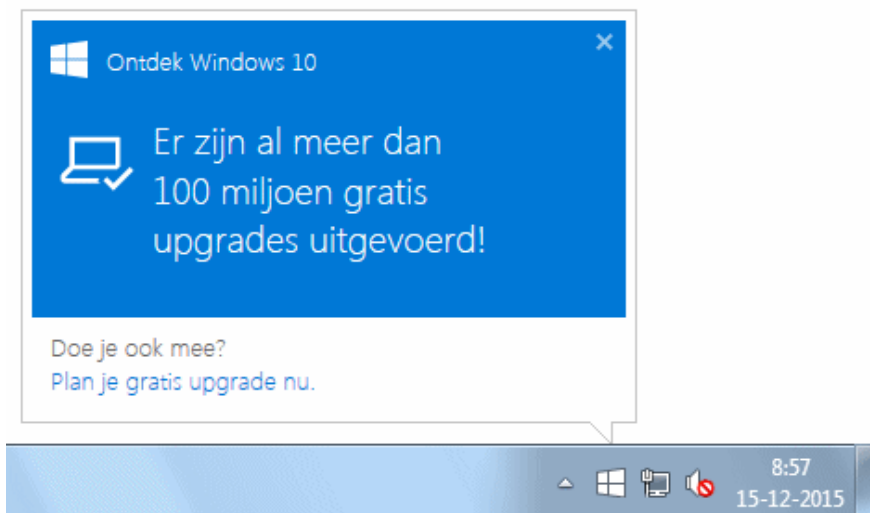 Ontdek Windows 10
Er zijn al meer dan
100 miljoen gratis
upgrades uitgevoerd!
Doe je ook mee?
Plan je gratis upgrade nu.
8:57
15-12-2015